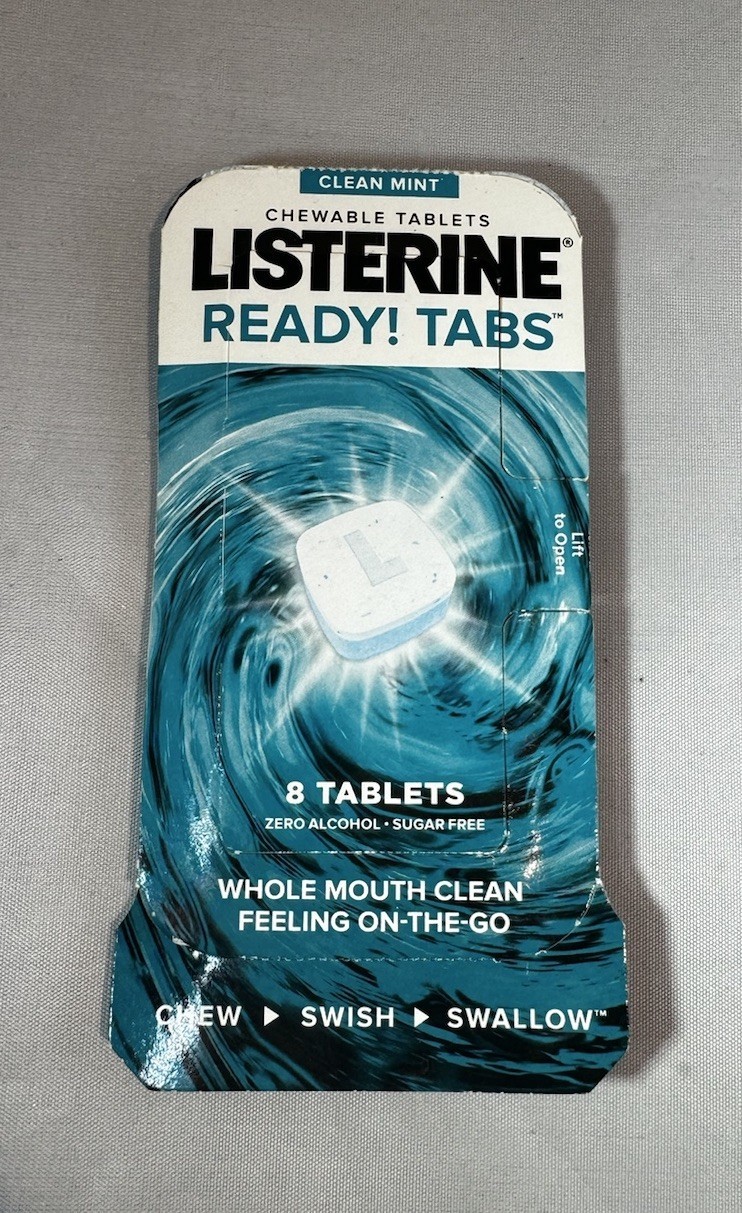 CLEAN MINT
CHEWABLE TABLETS
LISTERINE®
READY! TABS™
Lift
to Open
L
8 TABLETS
ZERO ALCOHOL • SUGAR FREE
WHOLE MOUTH CLEAN
FEELING ON-THE-GO
CHEW ▶ SWISH ▶ SWALLOW™